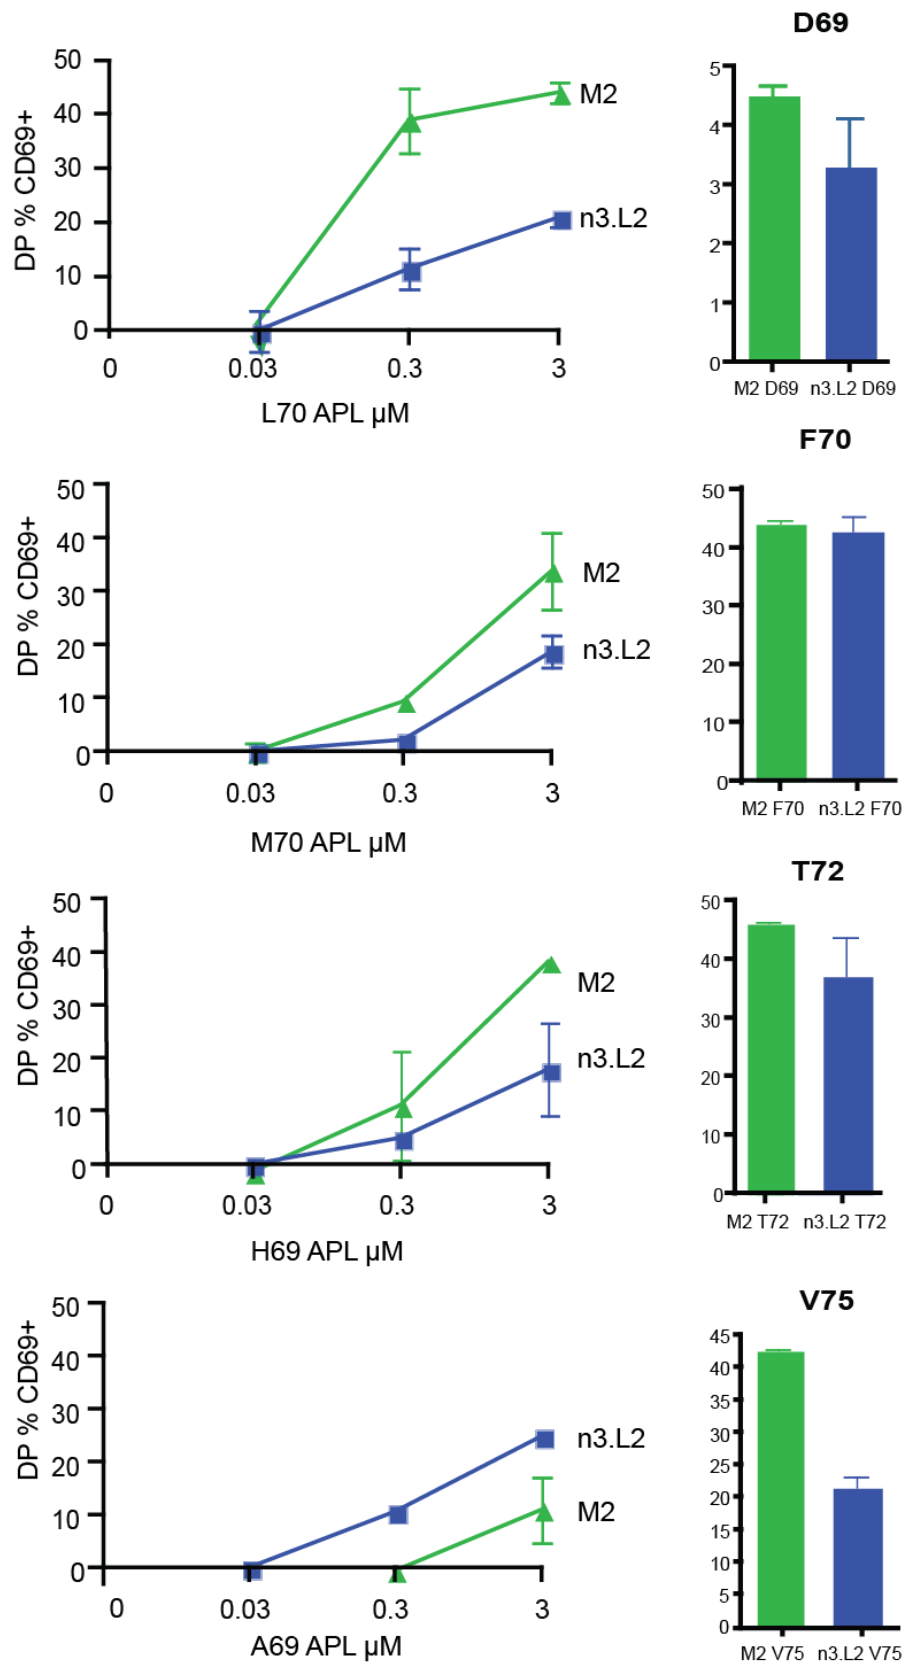 DP % CD69+
50
40
30
20
10
0
M2
n3.L2
0
0.03
0.3
3
L70 APL µM
D69
5
4
3
2
1
0
M2 D69
n3.L2 D69
DP % CD69+
50
40
30
20
10
0
M2
n3.L2
0
0.03
0.3
3
M70 APL µM
F70
50
40
30
20
10
0
M2 F70
n3.L2 F70
DP % CD69+
50
40
30
20
10
0
M2
n3.L2
0
0.03
0.3
3
H69 APL µM
T72
50
40
30
20
10
0
M2 T72
n3.L2 T72
DP % CD69+
50
40
30
20
10
0
n3.L2
M2
0
0.03
0.3
3
A69 APL µM
V75
45
40
35
30
25
20
15
10
5
0
M2 V75
n3.L2 V75